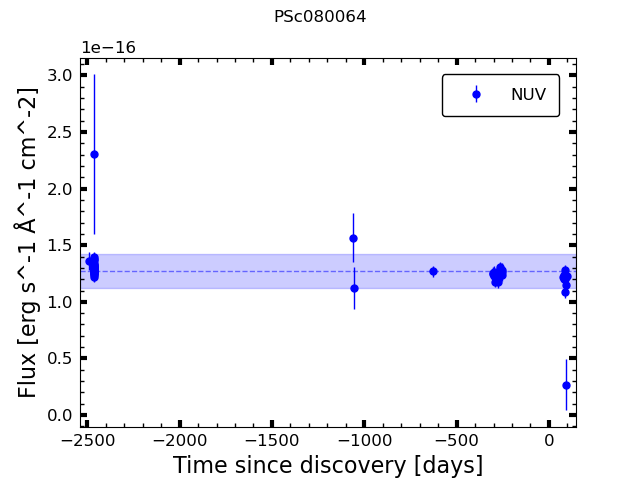 PSc080064
1e−16
3.0
2.5
2.0
1.5
1.0
0.5
0.0
NUV
−2500 −2000 −1500 −1000 −500 0
Time since discovery [days]
Flux [erg s^-1 Å^-1 cm^-2]